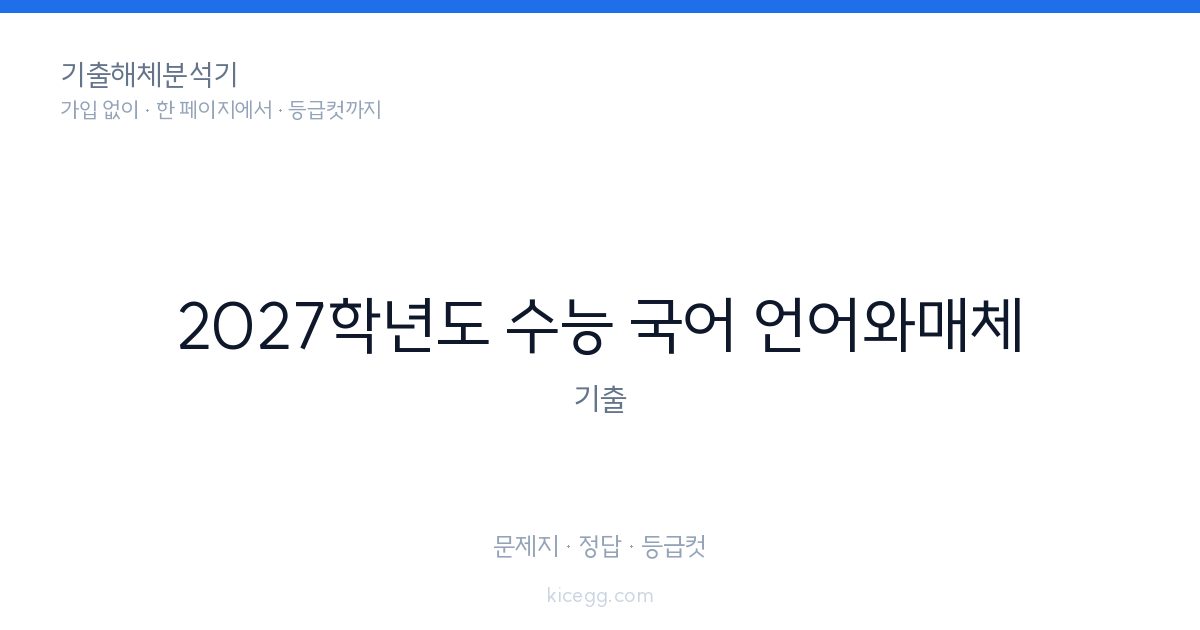 기출해체분석기
가입 없이 · 한 페이지에서 · 등급컷까지
2027학년도 수능 국어 언어와매체
기출
문제지 · 정답 · 등급컷
kicegg.com